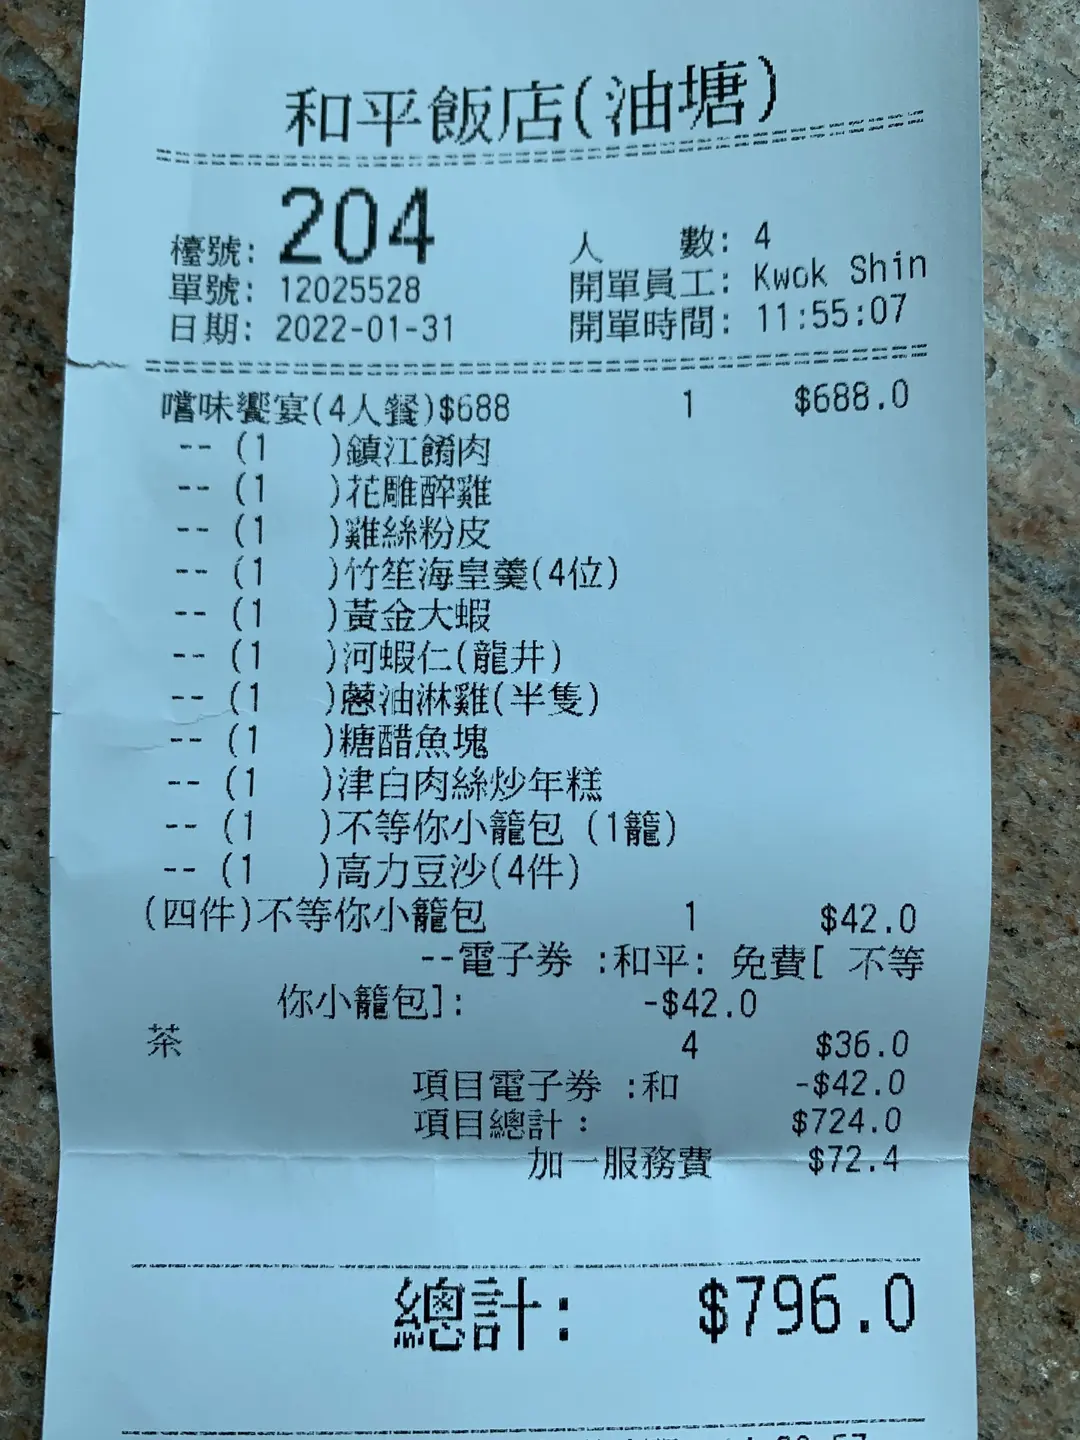 和平飯店(油塘)
檯號: 204
人 數: 4
單號: 12025528
開單員工: Kwok Shin
日期: 2022-01-31
開單時間: 11:55:07
嚐味饗宴(4人餐)$688 1 $688.0
-- (1 )鎮江餚肉
-- (1 )花雕醉雞
-- (1 )雞絲粉皮
-- (1 )竹笙海皇羹(4位)
-- (1 )黃金大蝦
-- (1 )河蝦仁(龍井)
-- (1 )蔥油淋雞(半隻)
-- (1 )糖醋魚塊
-- (1 )津白肉絲炒年糕
-- (1 )不等你小籠包 (1籠)
-- (1 )高力豆沙(4件)
(四件)不等你小籠包 1 $42.0
--電子券 :和平: 免費[ 不等
你小籠包]: -$42.0
茶 4 $36.0
項目電子券 :和 -$42.0
項目總計: $724.0
加一服務費 $72.4
總計: $796.0